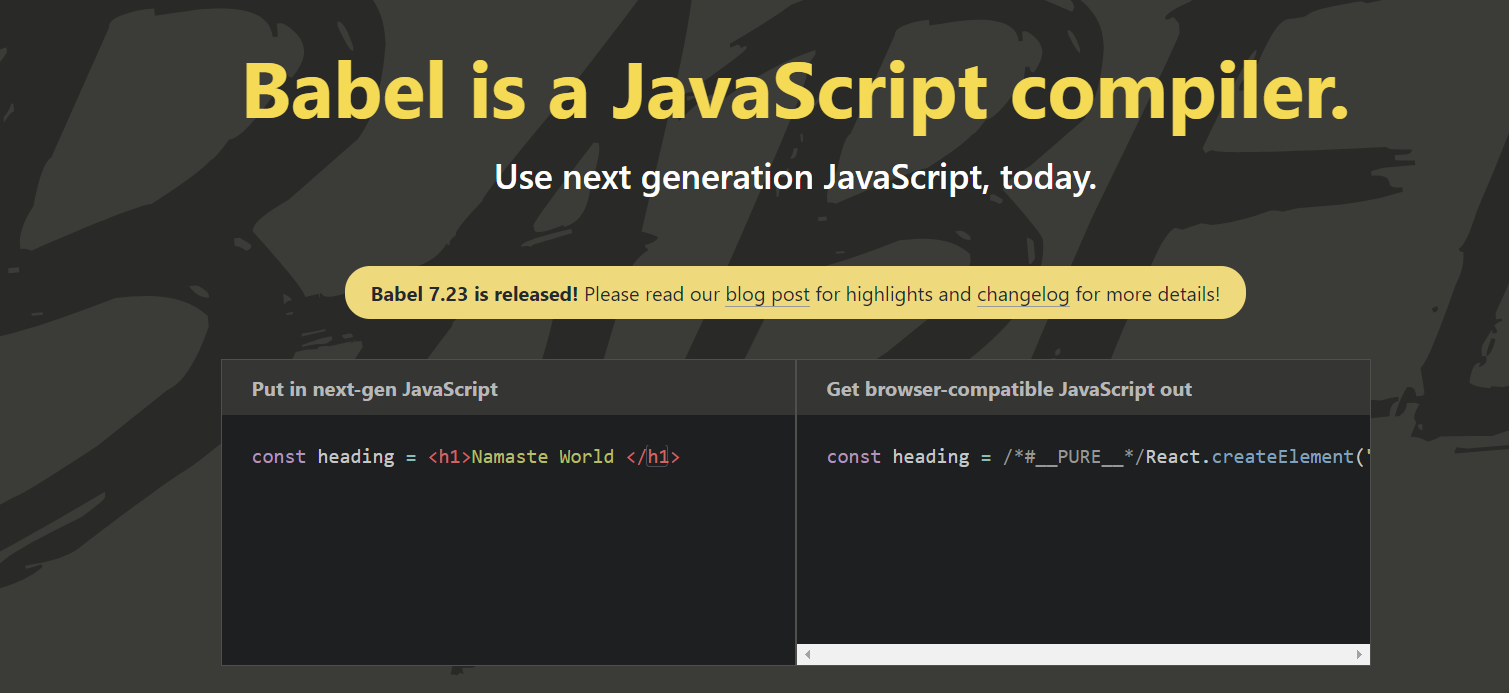 Babel is a JavaScript compiler.
Use next generation JavaScript, today.
Babel 7.23 is released! Please read our blog post for highlights and changelog for more details!
Put in next-gen JavaScript
Get browser-compatible JavaScript out
const heading = <h1>Namaste World </h1>
const heading = /*#__PURE__*/React.createElement("